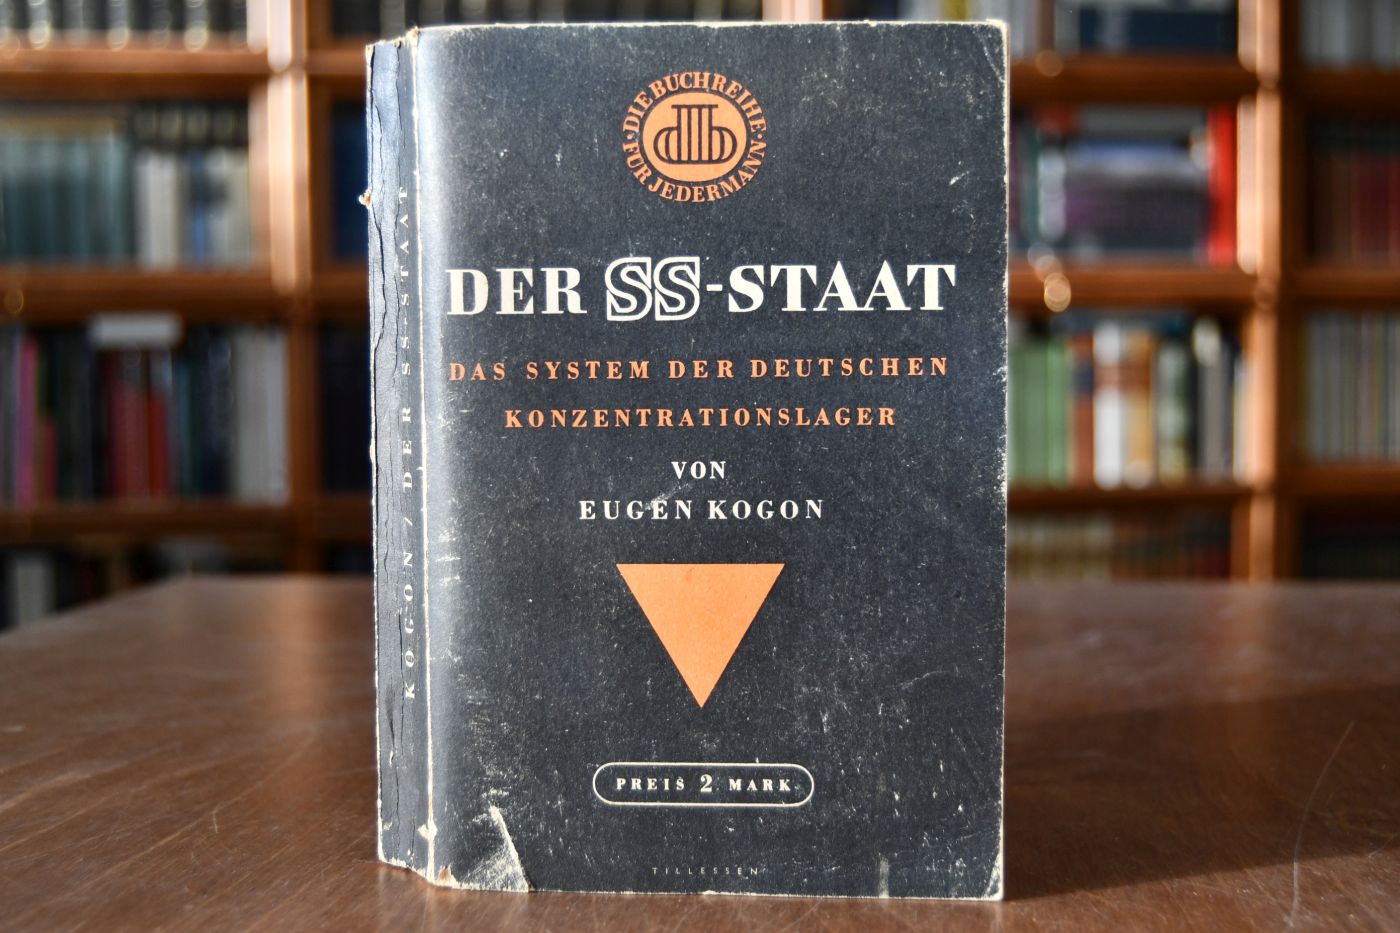 ·DIE BUCHREIHE·
FÜR JEDERMANN
DER SS-STAAT
DAS SYSTEM DER DEUTSCHEN
KONZENTRATIONSLAGER
VON
EUGEN KOGON
PREIS 2 MARK
TILLESSEN
KOGON / DER SS-STAAT